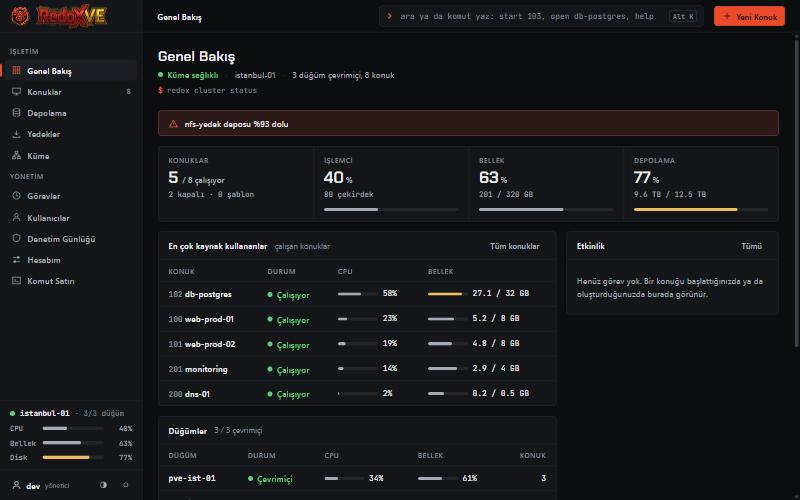 RedoXVE
Genel Bakış
ara ya da komut yaz: start 103, open db-postgres, help
Alt K
Yeni Konuk
İŞLETİM
Genel Bakış
Konuklar 8
Depolama
Yedekler
Küme
YÖNETİM
Görevler
Kullanıcılar
Denetim Günlüğü
Hesabım
Komut Satırı
istanbul-01 · 3/3 düğüm
CPU 40%
Bellek 63%
Disk 77%
dev yönetici
Genel Bakış
Küme sağlıklı · istanbul-01 · 3 düğüm çevrimiçi, 8 konuk
$ redox cluster status
nfs-yedek deposu %93 dolu
KONUKLAR
5 / 8 çalışıyor
2 kapalı · 0 şablon
İŞLEMCİ
40 %
80 çekirdek
BELLEK
63 %
201 / 320 GB
DEPOLAMA
77 %
9.6 TB / 12.5 TB
En çok kaynak kullananlar çalışan konuklar Tüm konuklar
KONUK DURUM CPU BELLEK
102 db-postgres Çalışıyor 58% 27.1 / 32 GB
100 web-prod-01 Çalışıyor 23% 5.2 / 8 GB
101 web-prod-02 Çalışıyor 19% 4.8 / 8 GB
201 monitoring Çalışıyor 14% 2.9 / 4 GB
200 dns-01 Çalışıyor 2% 0.2 / 0.5 GB
Etkinlik Tümü
Henüz görev yok. Bir konuğu başlattığınızda ya da
oluşturduğunuzda burada görünür.
Düğümler 3 / 3 çevrimiçi
DÜĞÜM DURUM CPU BELLEK KONUK
pve-ist-01 Çevrimiçi 34% 61% 3